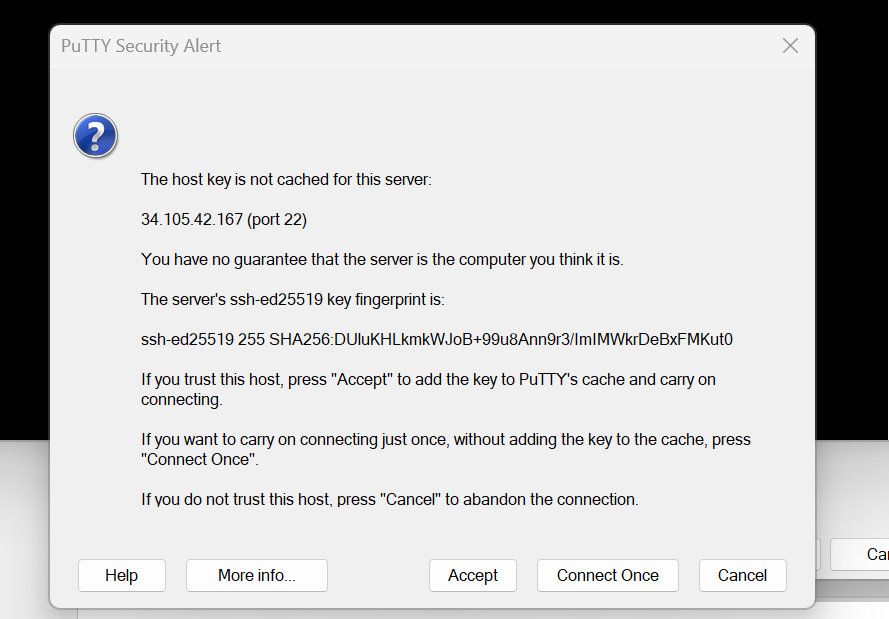 PuTTY Security Alert
The host key is not cached for this server:
34.105.42.167 (port 22)
You have no guarantee that the server is the computer you think it is.
The server's ssh-ed25519 key fingerprint is:
ssh-ed25519 255 SHA256:DUluKHLkmkWJoB+99u8Ann9r3/ImIMWkrDeBxFMKut0
If you trust this host, press "Accept" to add the key to PuTTY's cache and carry on
connecting.
If you want to carry on connecting just once, without adding the key to the cache, press
"Connect Once".
If you do not trust this host, press "Cancel" to abandon the connection.
Help
More info...
Accept
Connect Once
Cancel